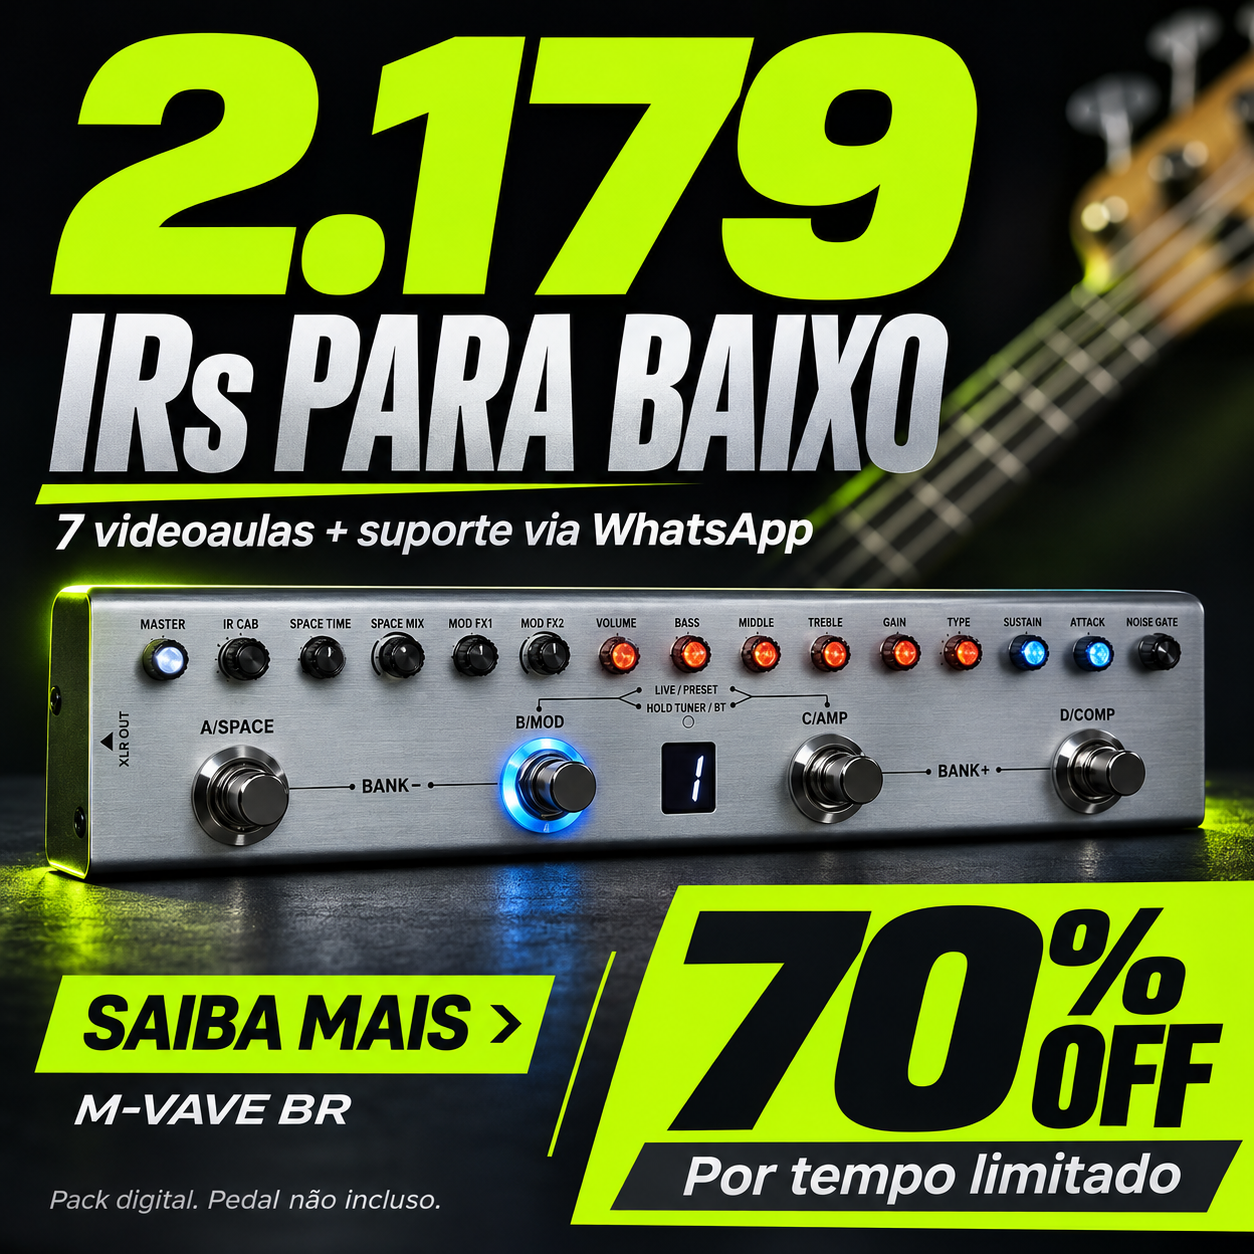 2.179
IRs PARA BAIXO
7 videoaulas + suporte via WhatsApp
MASTER
IR CAB
SPACE TIME
SPACE MIX
MOD FX1
MOD FX2
VOLUME
BASS
MIDDLE
TREBLE
GAIN
TYPE
SUSTAIN
ATTACK
NOISE GATE
LIVE / PRESET
HOLD TUNER / BT
XLR OUT
A/SPACE
B/MOD
C/AMP
D/COMP
BANK−
1
BANK+
70% OFF
Por tempo limitado
SAIBA MAIS >
M-VAVE BR
Pack digital. Pedal não incluso.